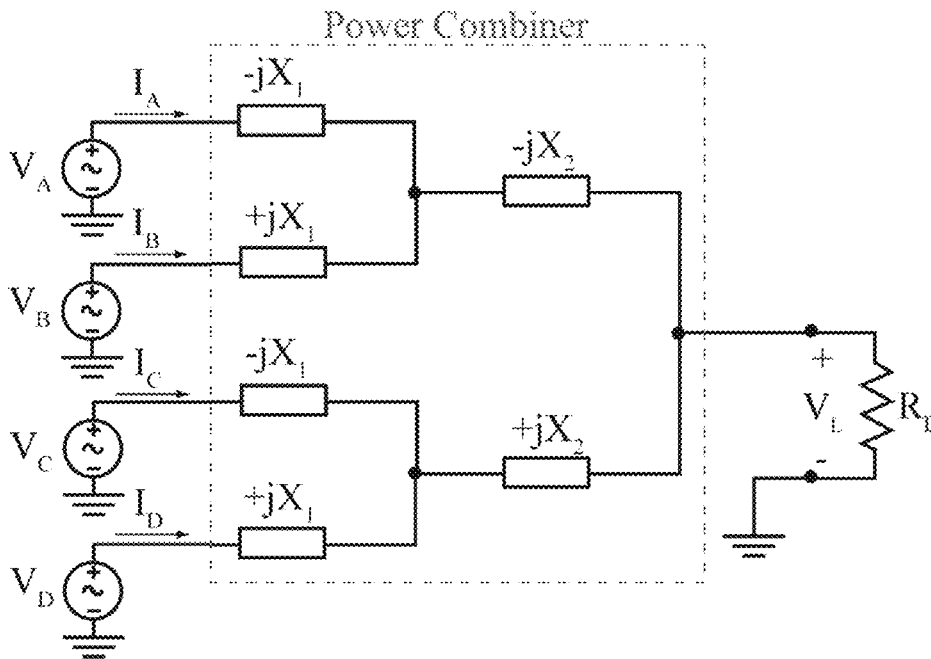 Power Combiner
I_A
-jX_1
V_A
-jX_2
I_B
+jX_1
V_B
I_C
-jX_1
+
V_L
R_L
-
V_C
+jX_2
I_D
+jX_1
V_D